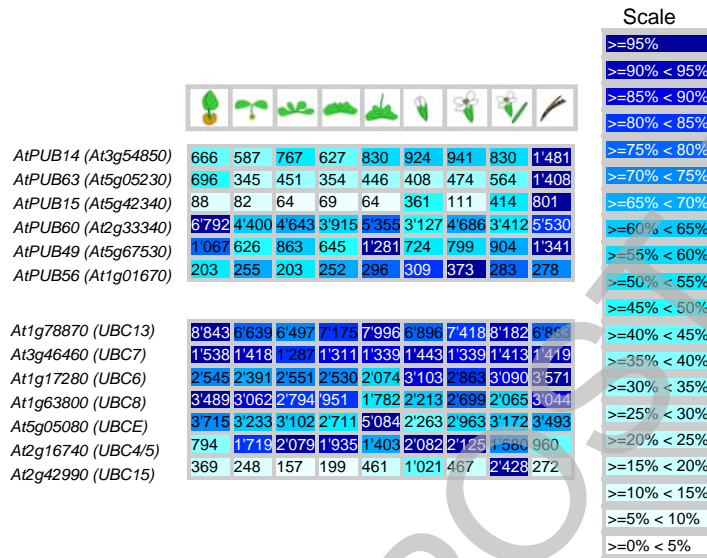 Scale
>=95%
>=90% < 95%
>=85% < 90%
>=80% < 85%
>=75% < 80%
>=70% < 75%
>=65% < 70%
>=60% < 65%
>=55% < 60%
>=50% < 55%
>=45% < 50%
>=40% < 45%
>=35% < 40%
>=30% < 35%
>=25% < 30%
>=20% < 25%
>=15% < 20%
>=10% < 15%
>=5% < 10%
>=0% < 5%
AtPUB14 (At3g54850) 666 587 767 627 830 924 941 830 1'481
AtPUB63 (At5g05230) 696 345 451 354 446 408 474 564 1'408
AtPUB15 (At5g42340) 88 82 64 69 64 361 111 414 801
AtPUB60 (At2g33340) 6'792 4'400 4'643 3'915 5'355 3'127 4'686 3'412 5'530
AtPUB49 (At5g67530) 1'067 626 863 645 1'281 724 799 904 1'341
AtPUB56 (At1g01670) 203 255 203 252 296 309 373 283 278
At1g78870 (UBC13) 8'843 6'639 6'497 7'175 7'996 6'896 7'418 8'182
At3g46460 (UBC7) 1'538 1'418 1'287 1'311 1'339 1'443 1'339 1'413 1'419
At1g17280 (UBC6) 2'545 2'391 2'551 2'530 2'074 3'103 2'863 3'090 3'571
At1g63800 (UBC8) 3'489 3'062 2'794 '951 1'782 2'213 2'699 2'065 3'044
At5g05080 (UBCE) 3'715 3'233 3'102 2'711 5'084 2'263 2'963 3'172 3'493
At2g16740 (UBC4/5) 794 1'719 2'079 1'935 1'403 2'082 2'125 1'580 960
At2g42990 (UBC15) 369 248 157 199 461 1'021 467 2'428 272